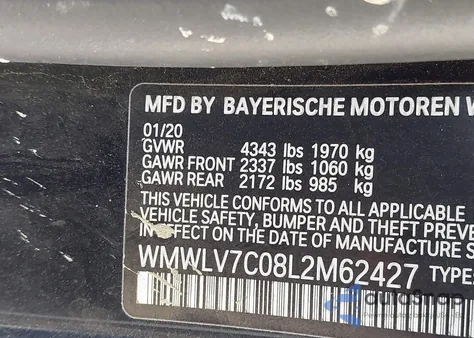 MFD BY BAYERISCHE MOTOREN W
01/20
GVWR 4343 lbs 1970 kg
GAWR FRONT 2337 lbs 1060 kg
GAWR REAR 2172 lbs 985 kg
THIS VEHICLE CONFORMS TO ALL APPLICABLE
VEHICLE SAFETY, BUMPER AND THEFT PREVE
IN EFFECT ON THE DATE OF MANUFACTURE
WMWLV7C08L2M62427 TYPE:
autoSnap